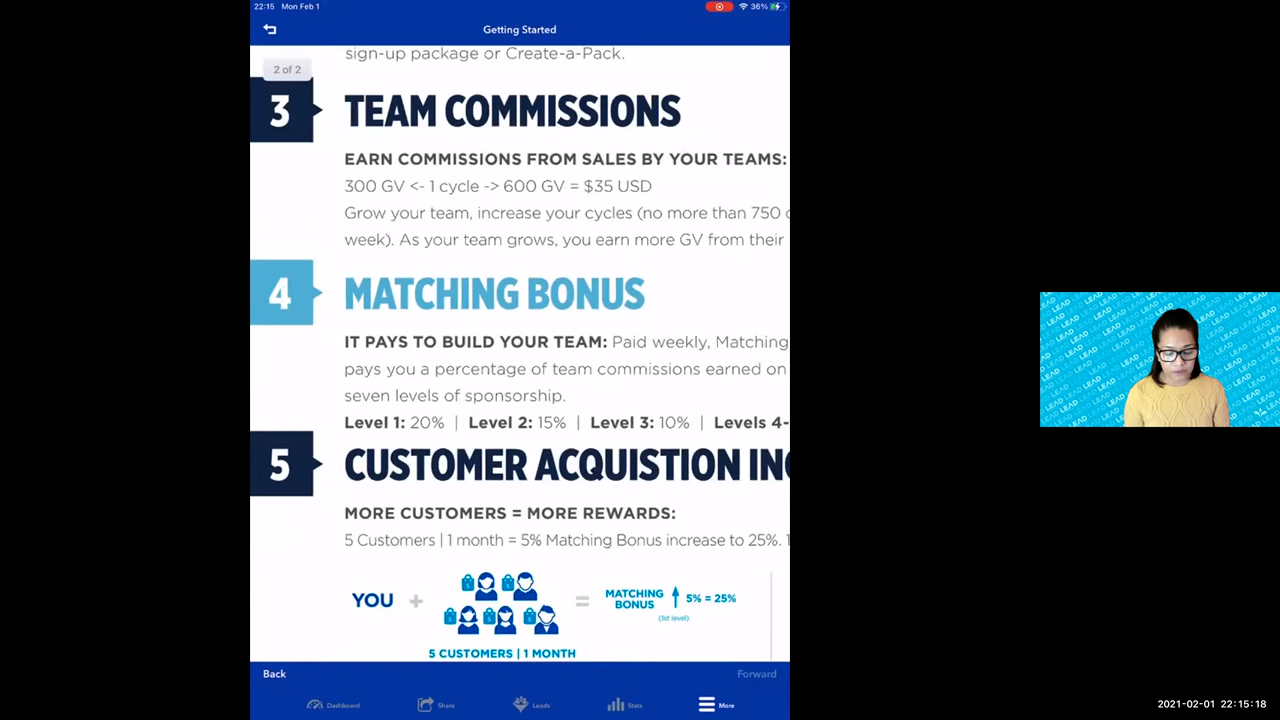 22:15 Mon Feb 1
36%
Getting Started
sign-up package or Create-a-Pack.
2 of 2
3 TEAM COMMISSIONS
EARN COMMISSIONS FROM SALES BY YOUR TEAMS:
300 GV <- 1 cycle -> 600 GV = $35 USD
Grow your team, increase your cycles (no more than 750
week). As your team grows, you earn more GV from their
4 MATCHING BONUS
IT PAYS TO BUILD YOUR TEAM: Paid weekly, Matching
pays you a percentage of team commissions earned on
seven levels of sponsorship.
Level 1: 20% | Level 2: 15% | Level 3: 10% | Levels 4-
5 CUSTOMER ACQUISTION IN
MORE CUSTOMERS = MORE REWARDS:
5 Customers | 1 month = 5% Matching Bonus increase to 25%. 1
YOU + = MATCHING BONUS 5% = 25%
(1st level)
5 CUSTOMERS | 1 MONTH
Back Forward
Dashboard Share Leads Stats More
LEAD LEAD LEAD LEAD
2021-02-01 22:15:18